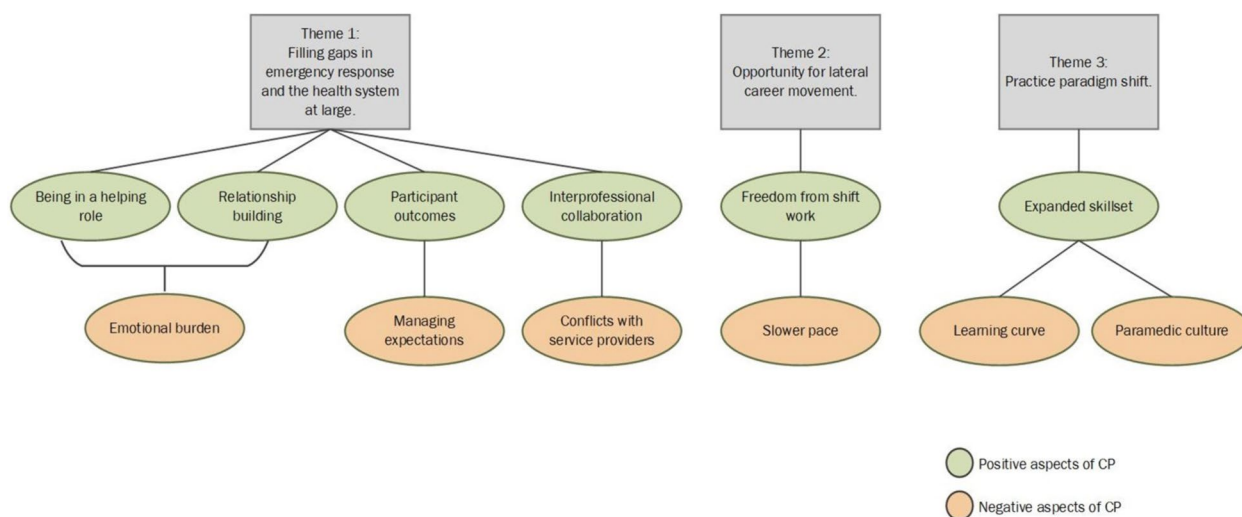 Theme 1:
Filling gaps in
emergency response
and the health system
at large.
Theme 2:
Opportunity for lateral
career movement.
Theme 3:
Practice paradigm shift.
Being in a helping
role
Relationship
building
Participant
outcomes
Interprofessional
collaboration
Freedom from shift
work
Expanded skillset
Emotional burden
Managing
expectations
Conflicts with
service providers
Slower pace
Learning curve
Paramedic culture
Positive aspects of CP
Negative aspects of CP